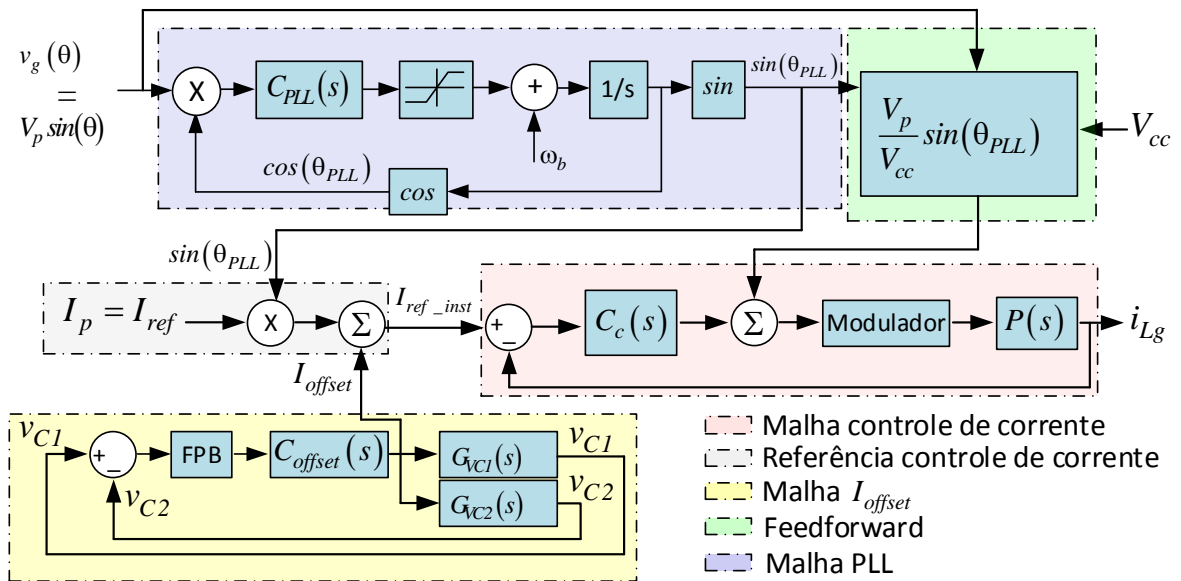 v_g(θ)
=
V_p sin(θ)
X
C_PLL(s)
+
ω_b
1/s
sin
sin(θ_PLL)
cos(θ_PLL)
cos
V_p/V_cc sin(θ_PLL)
V_cc
sin(θ_PLL)
I_p = I_ref
X
Σ
I_ref_inst
I_offset
+
_
C_c(s)
Σ
Modulador
P(s)
i_Lg
v_C1
+
_
v_C2
FPB
C_offset(s)
G_VC1(s)
v_C1
G_VC2(s)
v_C2
Malha controle de corrente
Referência controle de corrente
Malha I_offset
Feedforward
Malha PLL